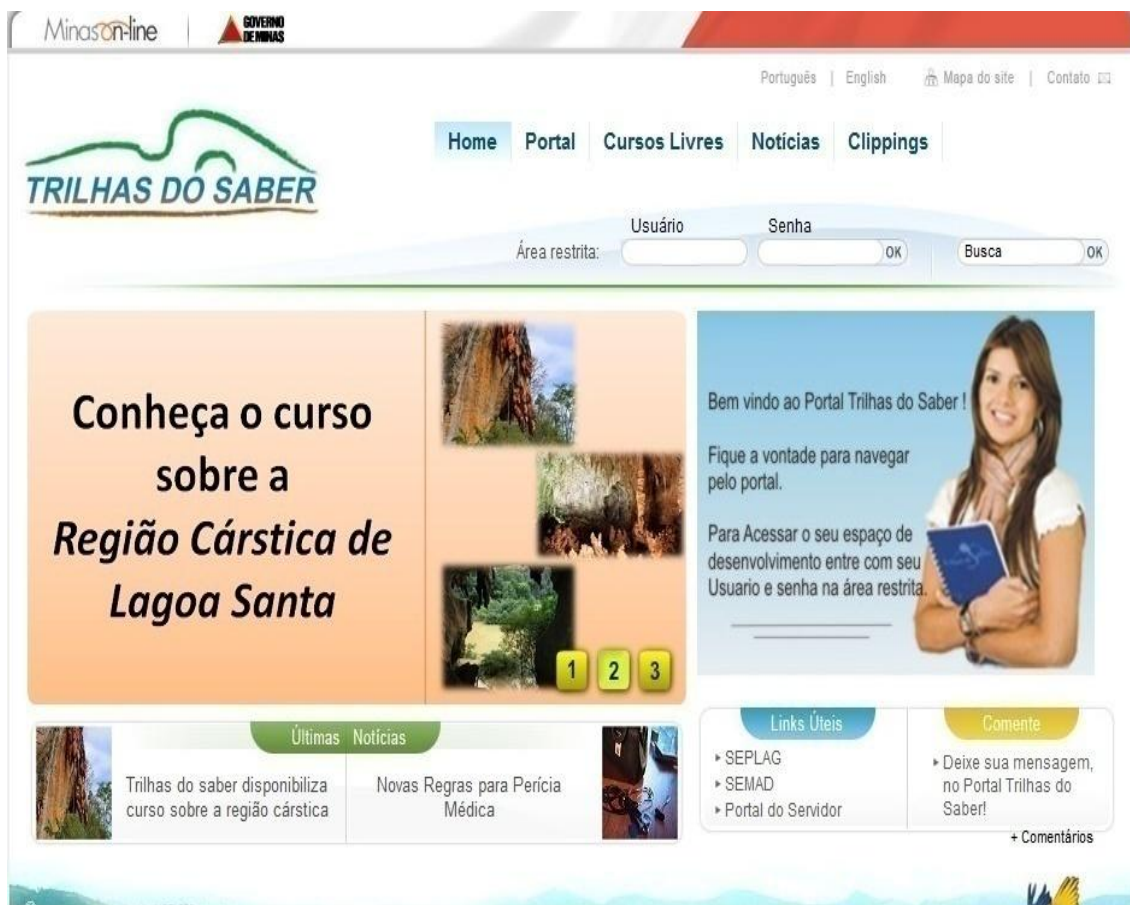 Minas on-line
GOVERNO
DE MINAS
Português | English Mapa do site | Contato
TRILHAS DO SABER
Home Portal Cursos Livres Notícias Clippings
Usuário Senha
Área restrita: OK Busca OK
Conheça o curso
sobre a
Região Cárstica de
Lagoa Santa
1 2 3
Bem vindo ao Portal Trilhas do Saber !
Fique a vontade para navegar
pelo portal.
Para Acessar o seu espaço de
desenvolvimento entre com seu
Usuario e senha na área restrita.
Últimas Notícias
Trilhas do saber disponibiliza
curso sobre a região cárstica
Novas Regras para Perícia
Médica
Links Úteis
SEPLAG
SEMAD
Portal do Servidor
Comente
Deixe sua mensagem,
no Portal Trilhas do
Saber!
+ Comentários